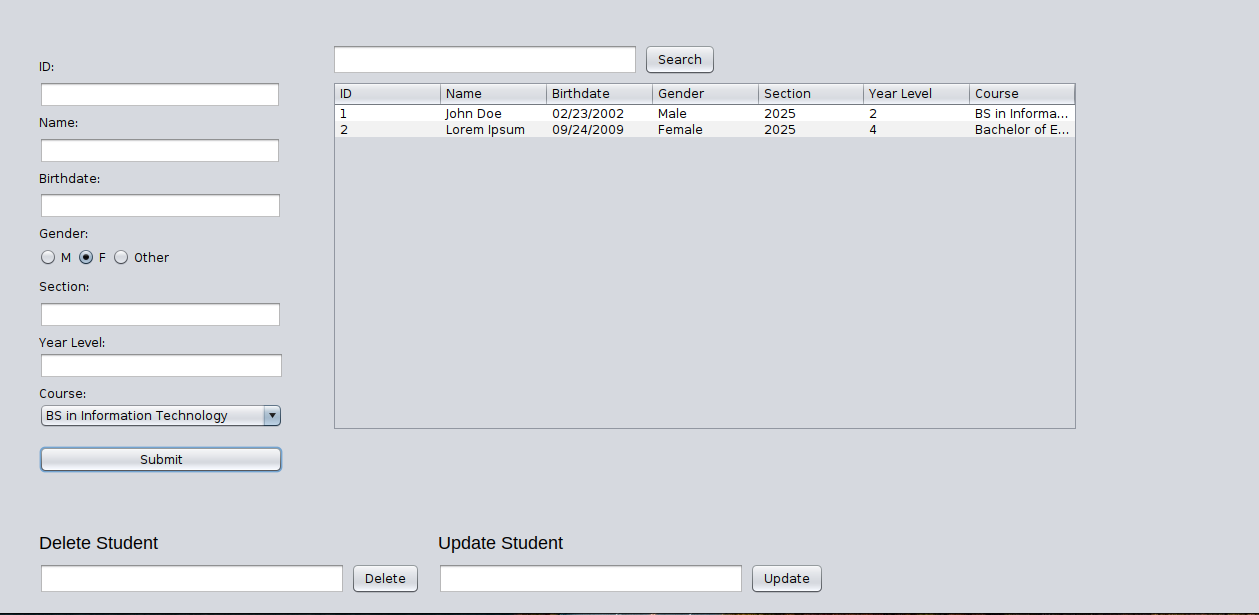 ID:
Name:
Birthdate:
Gender:
M F Other
Section:
Year Level:
Course:
BS in Information Technology
Submit
Search
ID Name Birthdate Gender Section Year Level Course
1 John Doe 02/23/2002 Male 2025 2 BS in Informa...
2 Lorem Ipsum 09/24/2009 Female 2025 4 Bachelor of E...
Delete Student
Delete
Update Student
Update